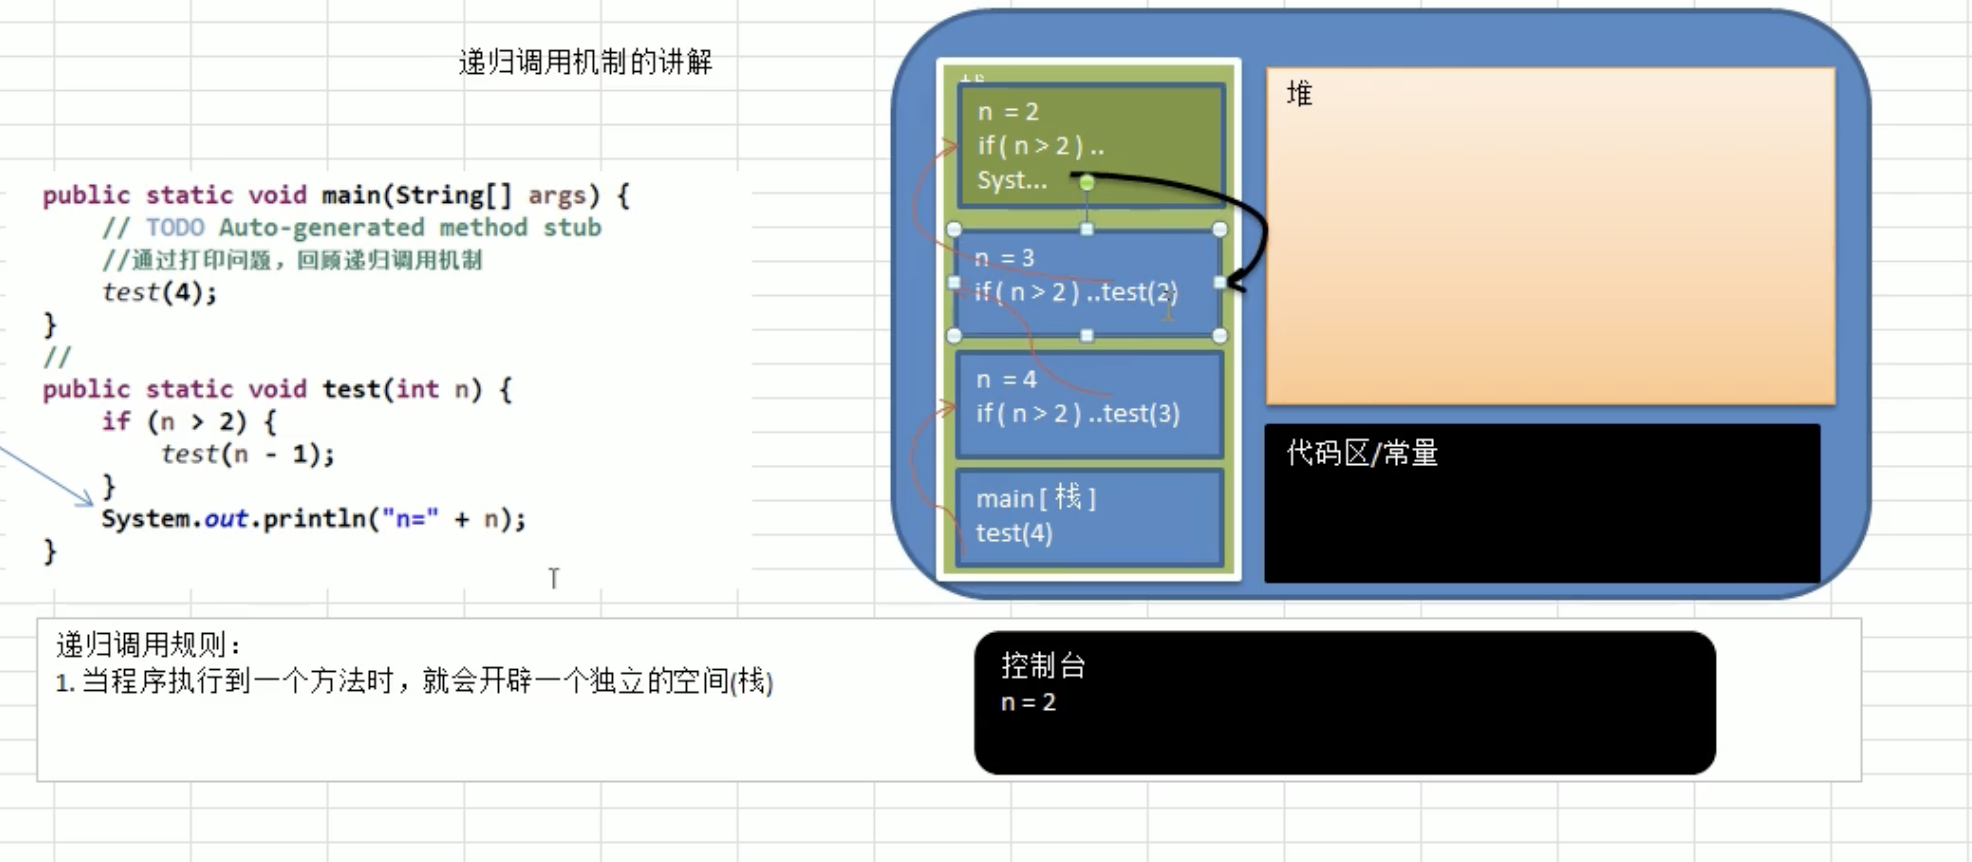 递归调用机制的讲解
public static void main(String[] args) {
// TODO Auto-generated method stub
//通过打印问题，回顾递归调用机制
test(4);
}
//
public static void test(int n) {
if (n > 2) {
test(n - 1);
}
System.out.println("n=" + n);
}
n = 2
if ( n > 2 ) ..
Syst...
n = 3
if ( n > 2 ) ..test(2)
n = 4
if ( n > 2 ) ..test(3)
main [ 栈 ]
test(4)
堆
代码区/常量
递归调用规则：
1. 当程序执行到一个方法时，就会开辟一个独立的空间(栈)
控制台
n = 2